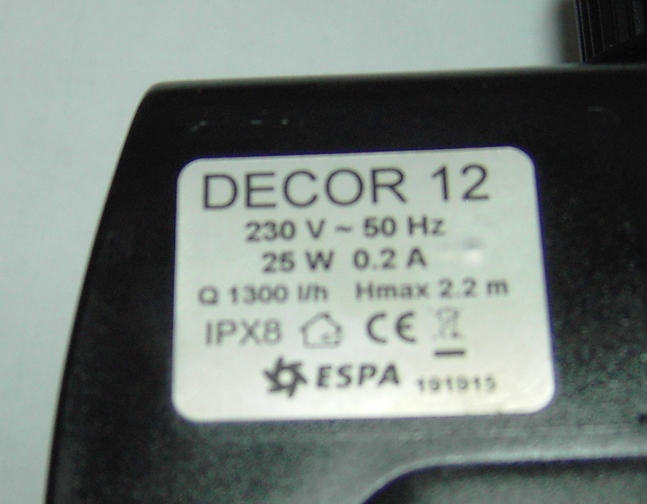 DECOR 12
230 V ~ 50 Hz
25 W 0.2 A
Q 1300 l/h Hmax 2.2 m
IPX8 CE
ESPA 191915